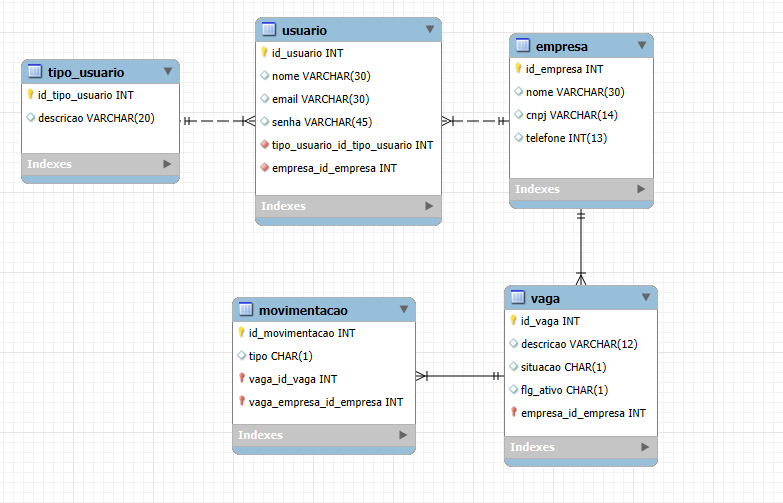 tipo_usuario
id_tipo_usuario INT
descricao VARCHAR(20)
Indexes
usuario
id_usuario INT
nome VARCHAR(30)
email VARCHAR(30)
senha VARCHAR(45)
tipo_usuario_id_tipo_usuario INT
empresa_id_empresa INT
Indexes
empresa
id_empresa INT
nome VARCHAR(30)
cnpj VARCHAR(14)
telefone INT(13)
Indexes
movimentacao
id_movimentacao INT
tipo CHAR(1)
vaga_id_vaga INT
vaga_empresa_id_empresa INT
Indexes
vaga
id_vaga INT
descricao VARCHAR(12)
situacao CHAR(1)
flg_ativo CHAR(1)
empresa_id_empresa INT
Indexes